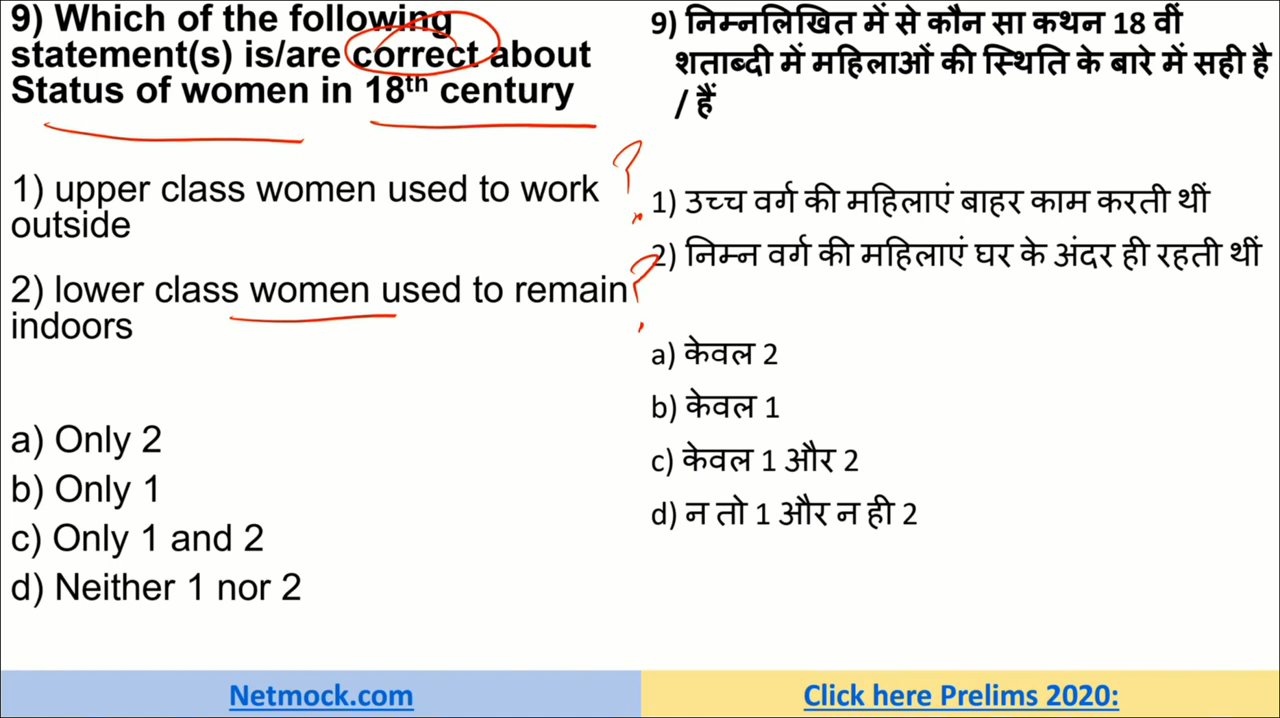 9) Which of the following
statement(s) is/are correct about
Status of women in 18th century
1) upper class women used to work
outside
2) lower class women used to remain
indoors
a) Only 2
b) Only 1
c) Only 1 and 2
d) Neither 1 nor 2
9) निम्नलिखित में से कौन सा कथन 18 वीं
शताब्दी में महिलाओं की स्थिति के बारे में सही है
/ हैं
1) उच्च वर्ग की महिलाएं बाहर काम करती थीं
2) निम्न वर्ग की महिलाएं घर के अंदर ही रहती थीं
a) केवल 2
b) केवल 1
c) केवल 1 और 2
d) न तो 1 और न ही 2
?
?
Netmock.com
Click here Prelims 2020: